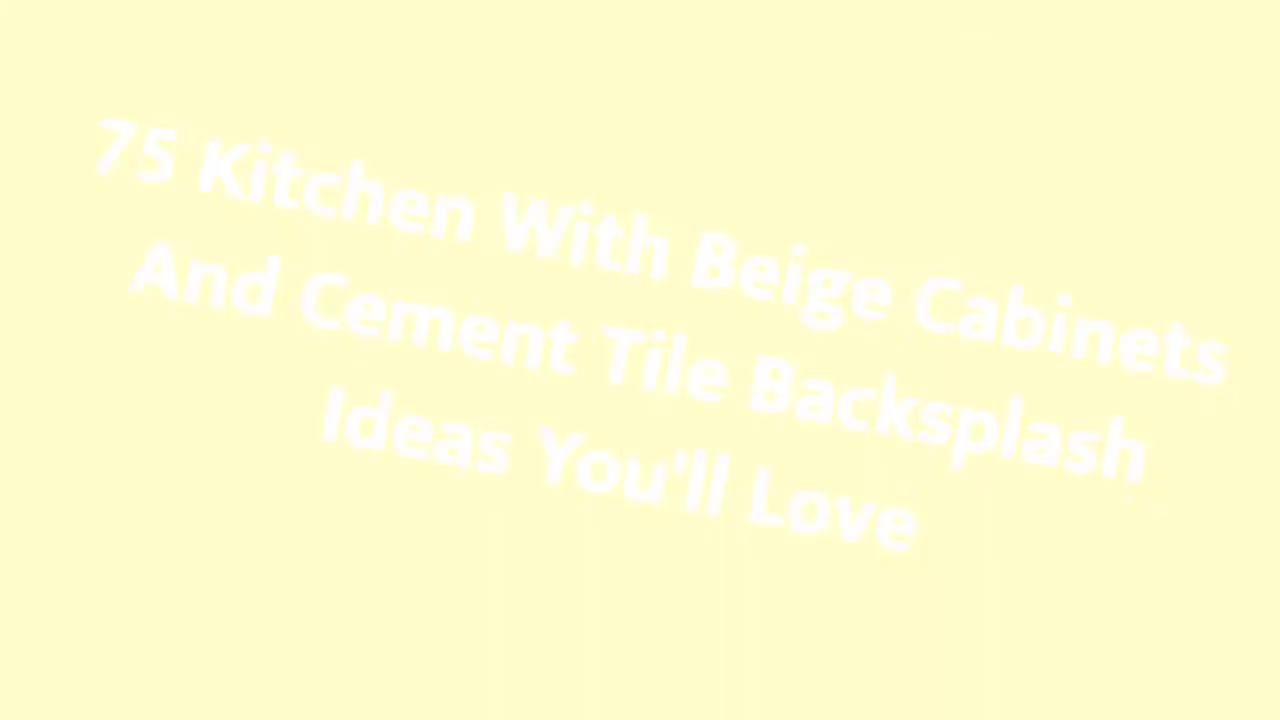 75 Kitchen With Beige Cabinets
And Cement Tile Backsplash
Ideas You'll Love